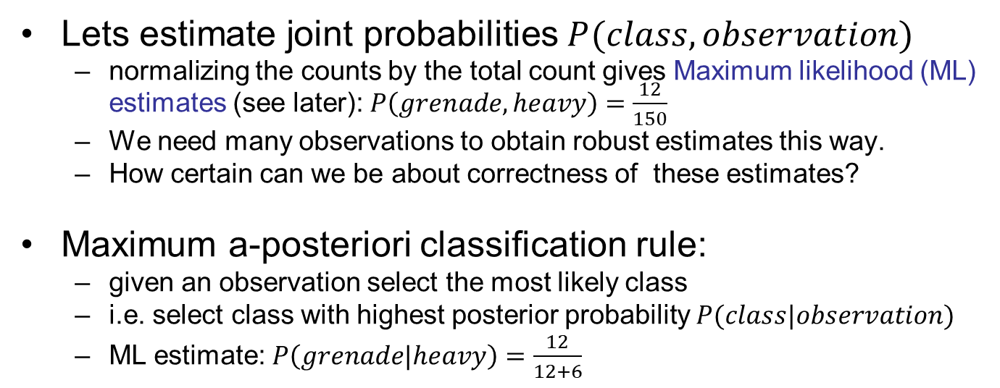 • Lets estimate joint probabilities P(class, observation)
– normalizing the counts by the total count gives Maximum likelihood (ML)
estimates (see later): P(grenade, heavy) = 12/150
– We need many observations to obtain robust estimates this way.
– How certain can we be about correctness of  these estimates?
• Maximum a-posteriori classification rule:
– given an observation select the most likely class
– i.e. select class with highest posterior probability P(class|observation)
– ML estimate: P(grenade|heavy) = 12/12+6